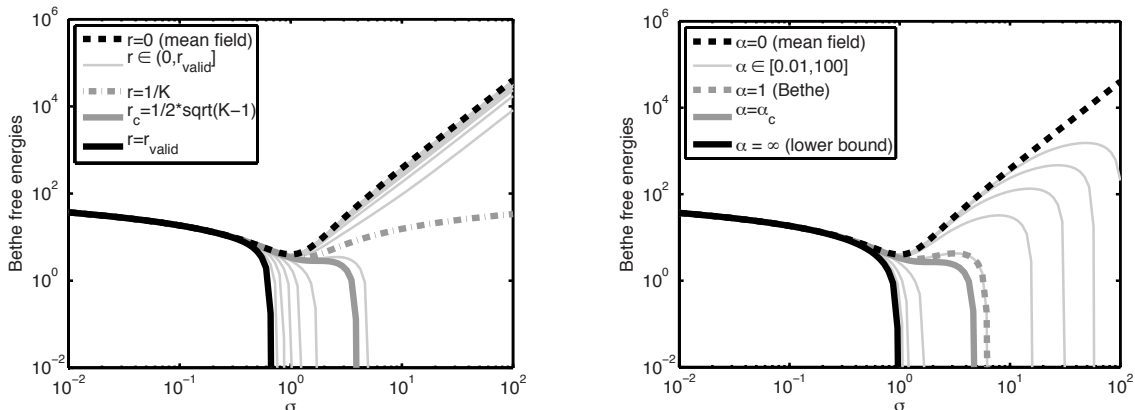 Bethe free energies
10^6
10^4
10^2
10^0
10^-2
r=0 (mean field)
r ∈ (0,r_valid]
r=1/K
r_c=1/2*sqrt(K−1)
r=r_valid
10^-2
10^-1
10^0
10^1
10^2
σ
Bethe free energies
10^6
10^4
10^2
10^0
10^-2
α=0 (mean field)
α ∈ [0.01,100]
α=1 (Bethe)
α=α_c
α = ∞ (lower bound)
10^-2
10^-1
10^0
10^1
10^2
σ